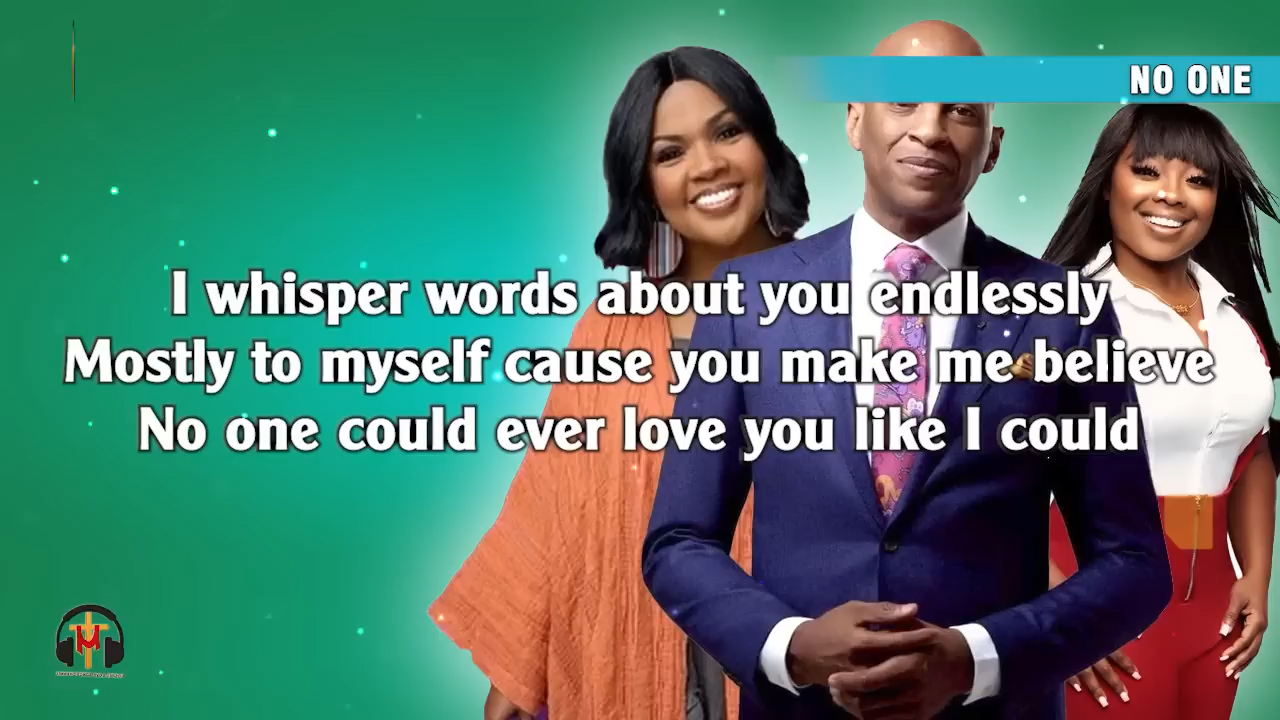 NO ONE
I whisper words about you endlessly
Mostly to myself cause you make me believe
No one could ever love you like I could